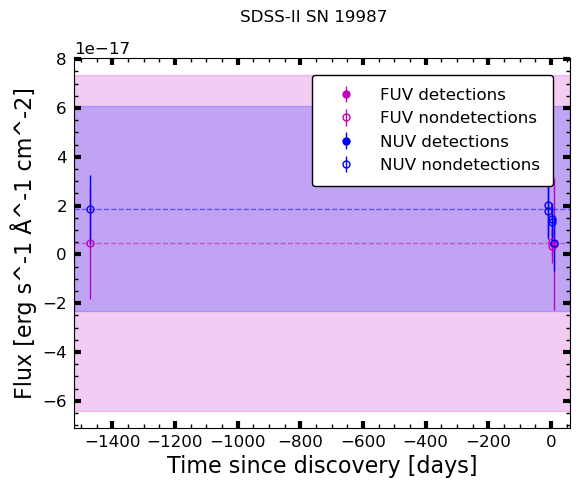 SDSS-II SN 19987
1e−17
8
6
4
2
0
−2
−4
−6
Flux [erg s^-1 Å^-1 cm^-2]
FUV detections
FUV nondetections
NUV detections
NUV nondetections
−1400 −1200 −1000 −800 −600 −400 −200 0
Time since discovery [days]